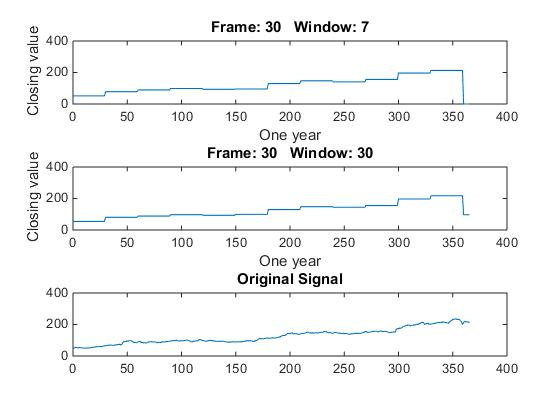 Frame: 30   Window: 7
Closing value
400
200
0
0 50 100 150 200 250 300 350 400
One year
Frame: 30   Window: 30
Closing value
400
200
0
0 50 100 150 200 250 300 350 400
One year
Original Signal
400
200
0
0 50 100 150 200 250 300 350 400